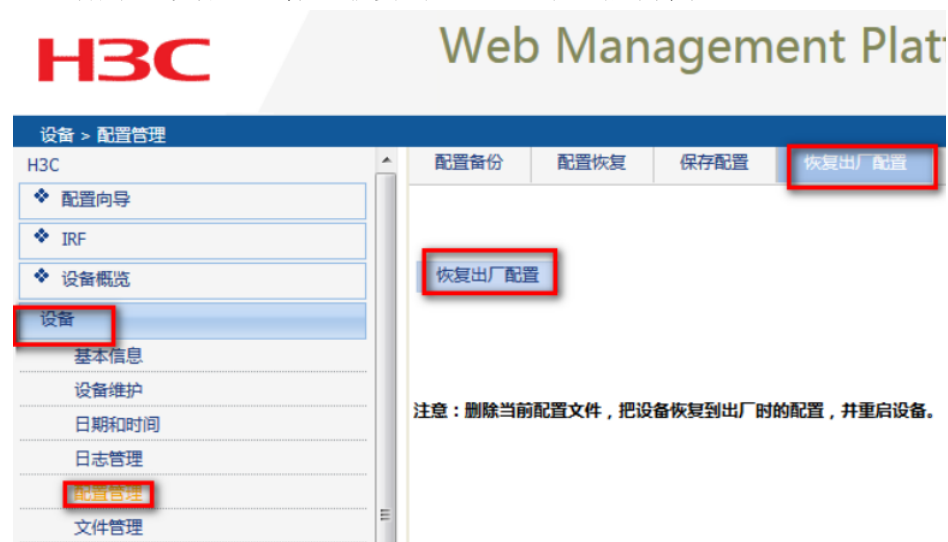 H3C
Web Management Plat
设备 > 配置管理
H3C
配置向导
IRF
设备概览
设备
基本信息
设备维护
日期和时间
日志管理
配置管理
文件管理
配置备份 配置恢复 保存配置 恢复出厂配置
恢复出厂配置
注意：删除当前配置文件，把设备恢复到出厂时的配置，并重启设备。